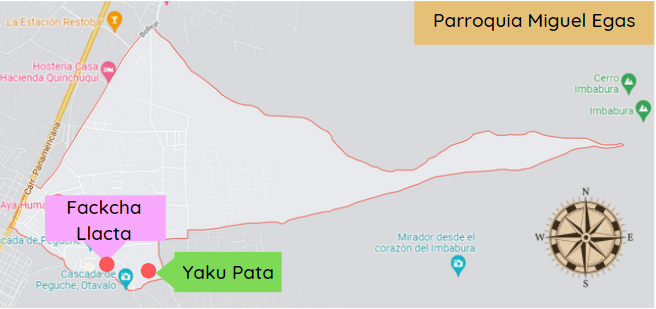 Parroquia Miguel Egas
La Estación Restobar
Bolívar
Hostería Casa
Hacienda Quinchuquí
Cerro
Imbabura
Imbabura
Carr. Panamericana
Aya Huma
Fackcha
Llacta
cada de Peguche
Mirador desde el
corazón del Imbabura
Cascada de
Peguche, Otavalo
Yaku Pata
N
W
E
S